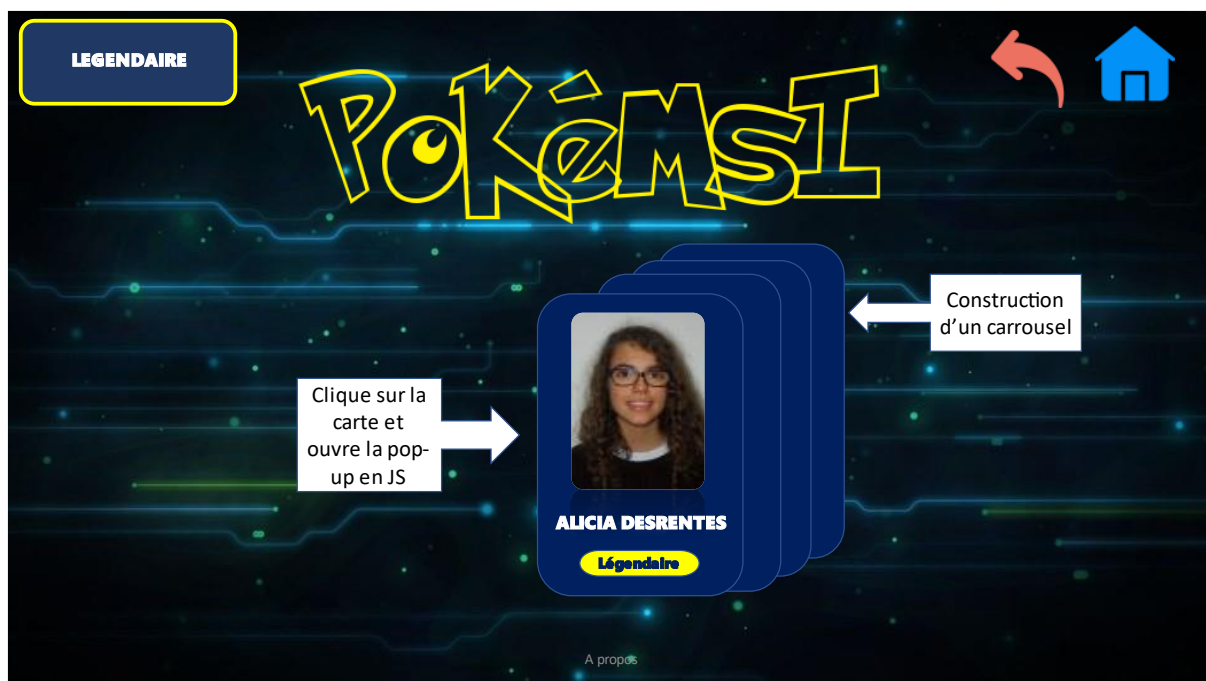 LEGENDAIRE
PoKéMSI
Construction
d’un carrousel
Clique sur la
carte et
ouvre la pop-
up en JS
ALICIA DESRENTES
Légendaire
A propos